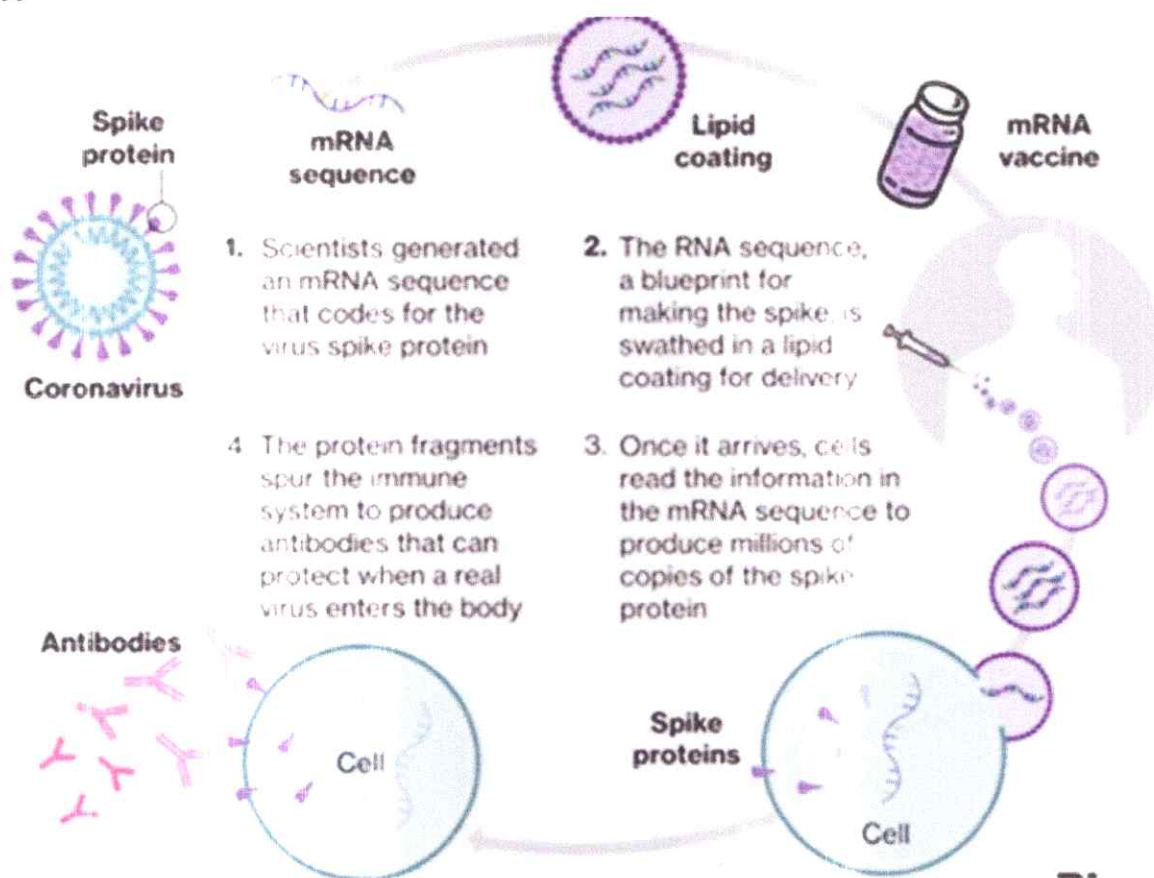 Spike
protein
mRNA
sequence
Lipid
coating
mRNA
vaccine
Coronavirus
1. Scientists generated
an mRNA sequence
that codes for the
virus spike protein
2. The RNA sequence,
a blueprint for
making the spike, is
swathed in a lipid
coating for delivery
4 The protein fragments
spur the immune
system to produce
antibodies that can
protect when a real
virus enters the body
3. Once it arrives, cells
read the information in
the mRNA sequence to
produce millions of
copies of the spike
protein
Antibodies
Cell
Spike
proteins
Cell